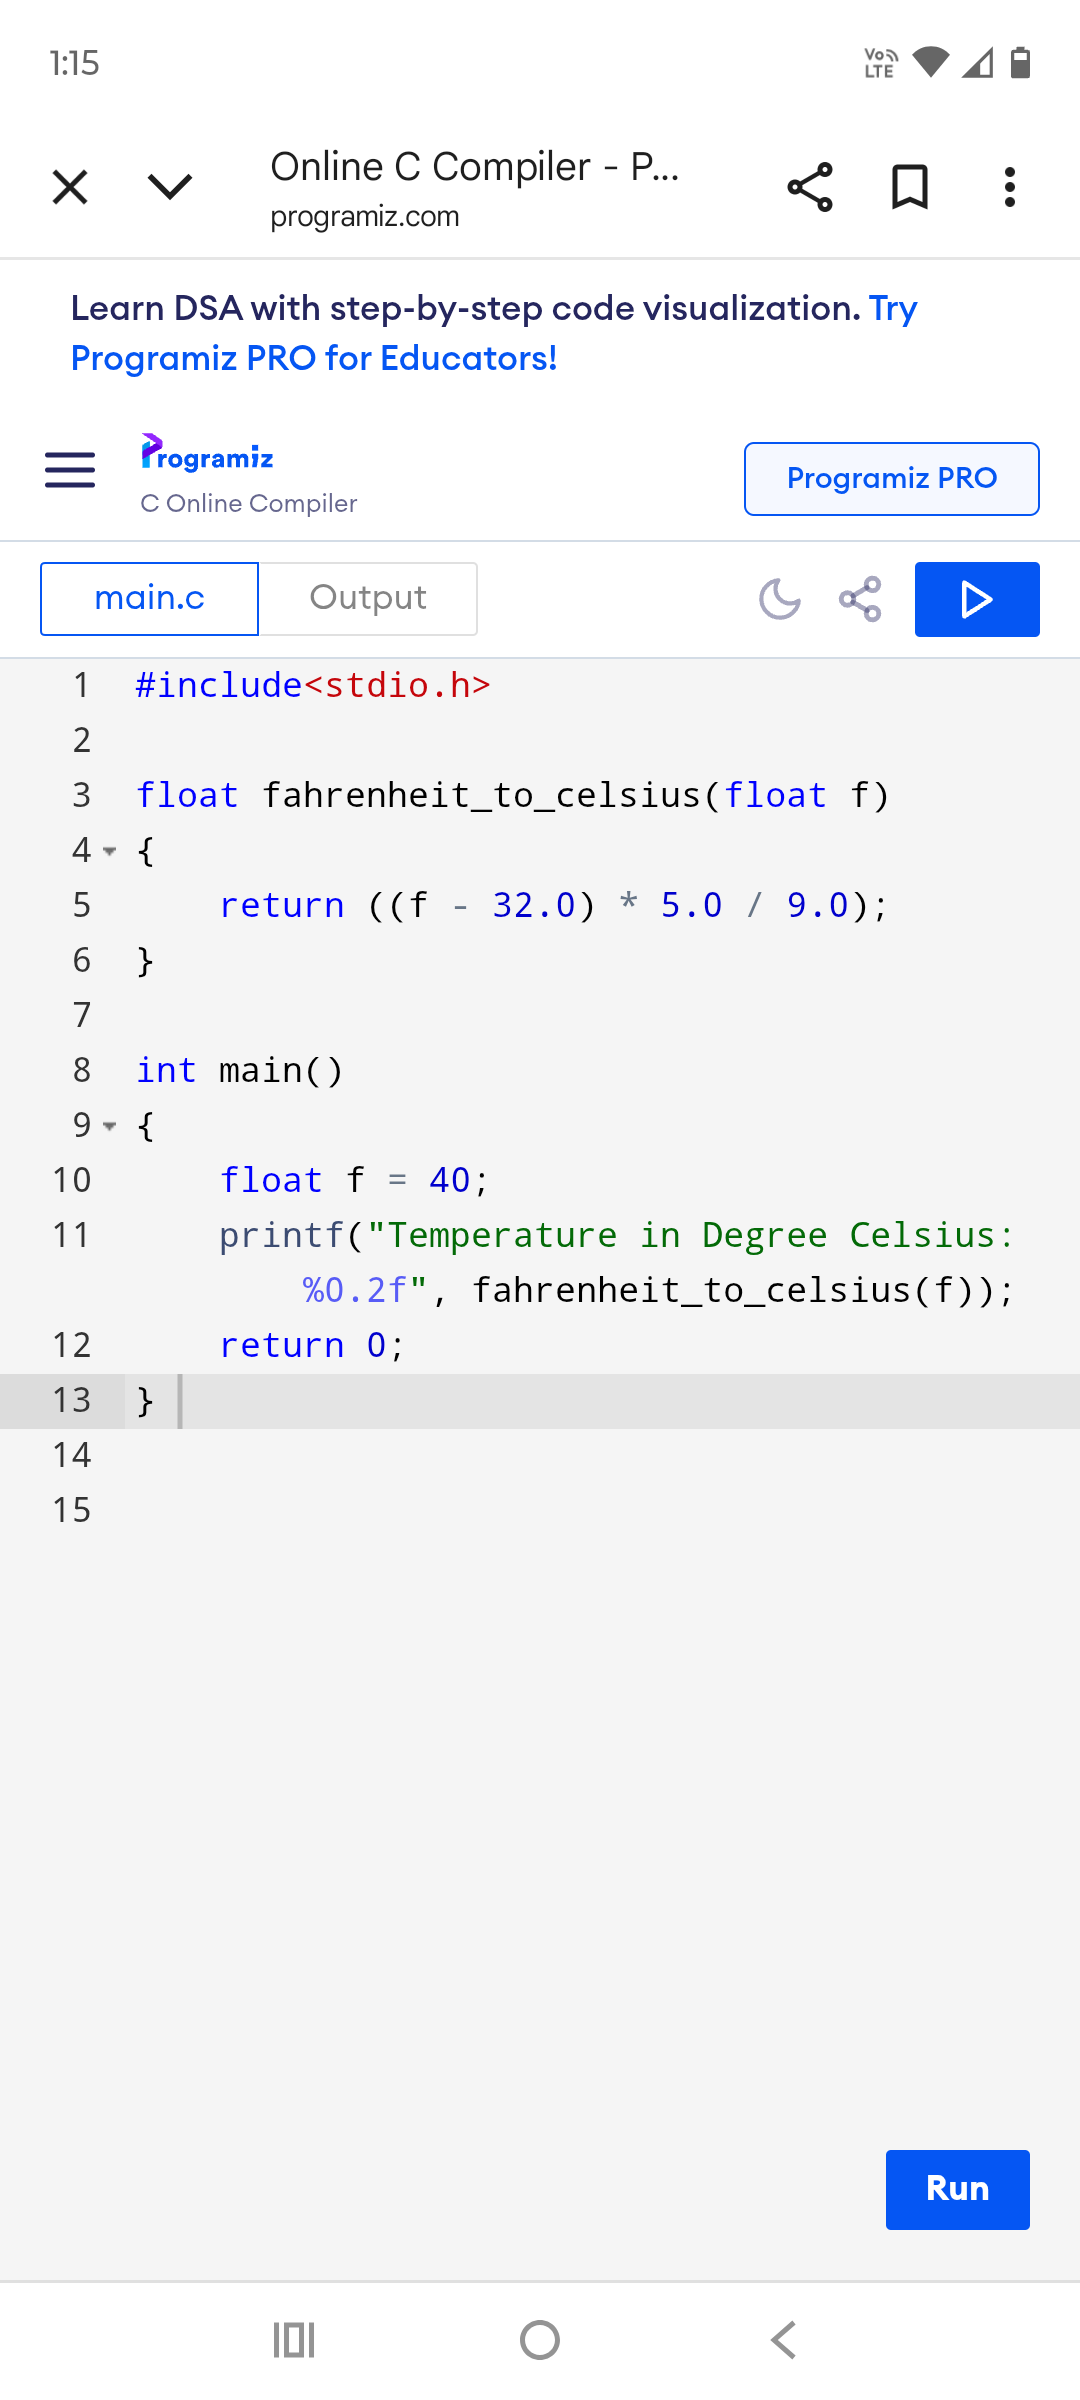 1:15
Vo LTE
Online C Compiler - P...
programiz.com
Learn DSA with step-by-step code visualization. Try
Programiz PRO for Educators!
Programiz
C Online Compiler
Programiz PRO
main.c
Output
1 #include<stdio.h>
2
3 float fahrenheit_to_celsius(float f)
4 {
5     return ((f - 32.0) * 5.0 / 9.0);
6 }
7
8 int main()
9 {
10     float f = 40;
11     printf("Temperature in Degree Celsius:
        %0.2f", fahrenheit_to_celsius(f));
12     return 0;
13 }
14
15
Run